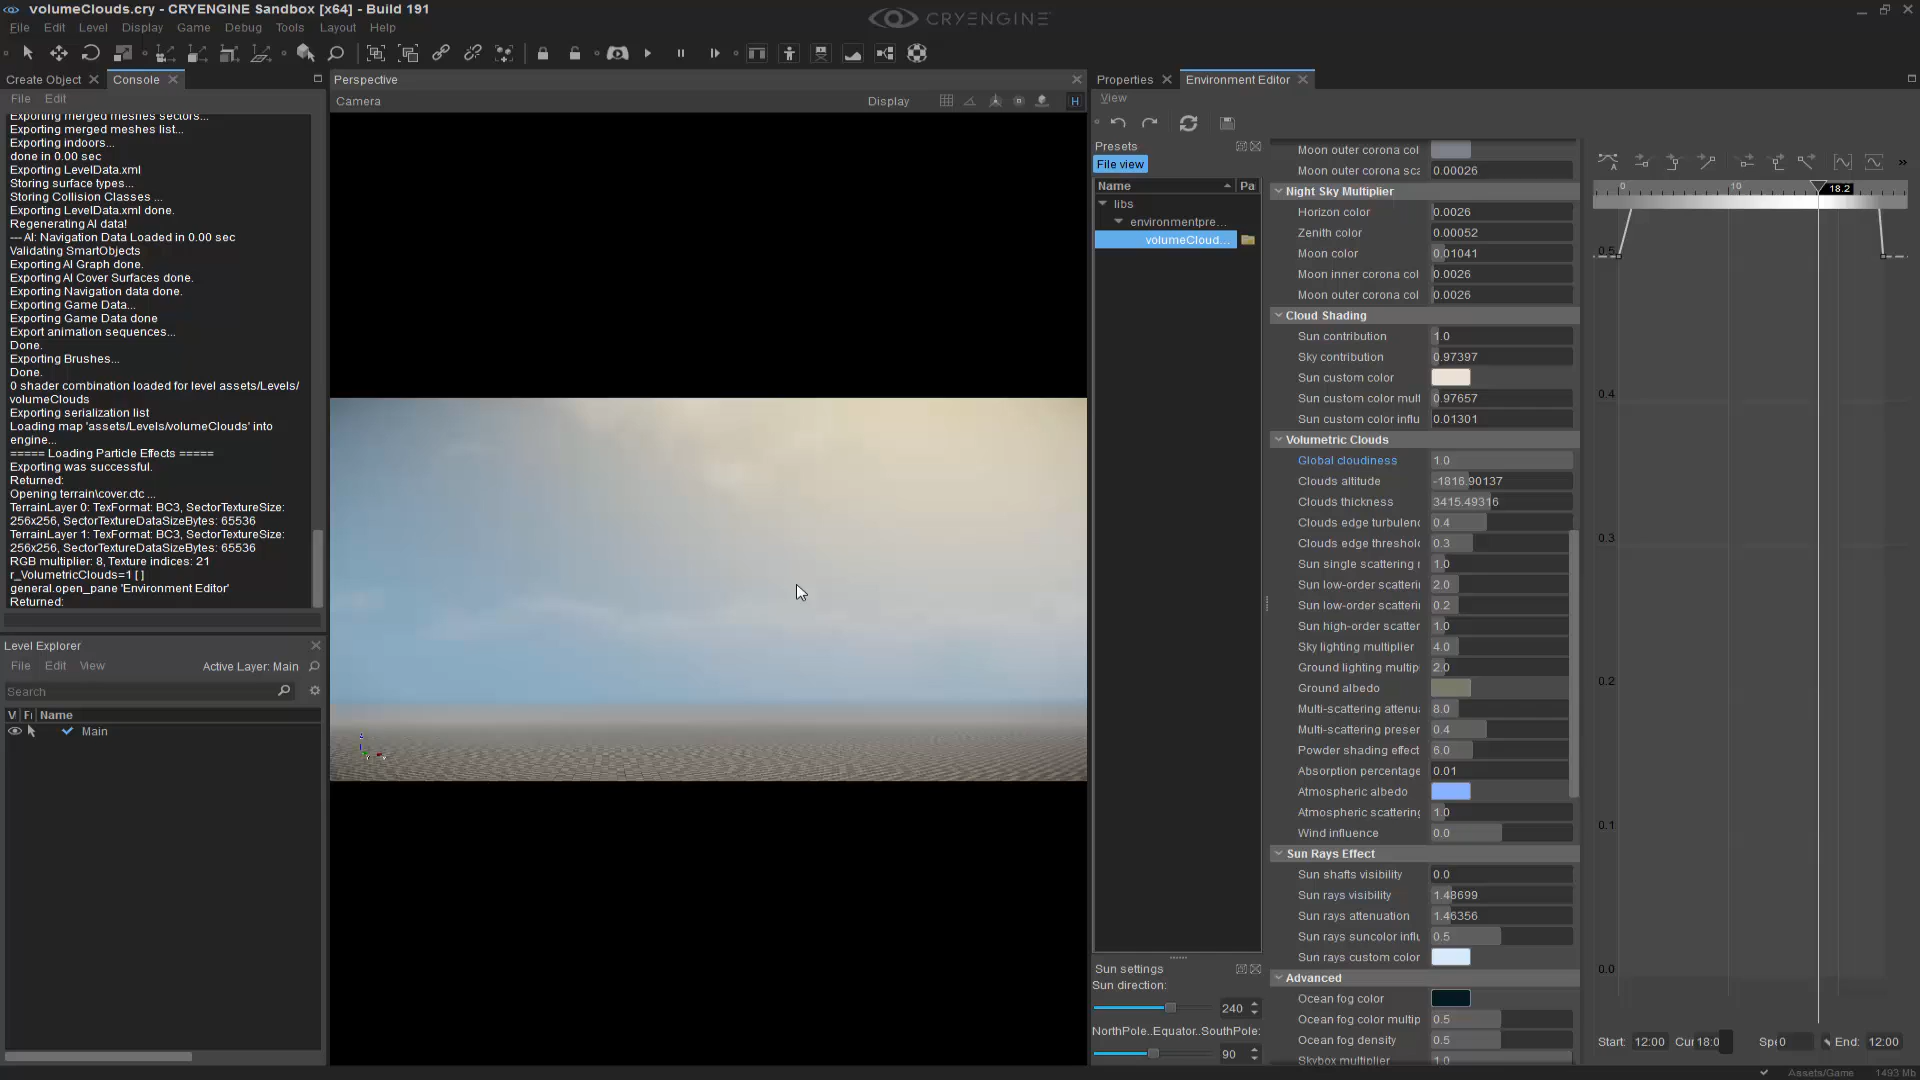 volumeClouds.cry - CRYENGINE Sandbox [x64] - Build 191
CRYENGINE
File Edit Level Display Game Debug Tools Layout Help
Create Object
Console
File Edit
Exporting merged meshes sectors...
Exporting merged meshes list...
Exporting indoors...
done in 0.00 sec
Exporting LevelData.xml
Storing surface types...
Storing Collision Classes ...
Exporting LevelData.xml done.
Regenerating AI data!
--- AI: Navigation Data Loaded in 0.00 sec
Validating SmartObjects
Exporting AI Graph done.
Exporting AI Cover Surfaces done.
Exporting Navigation data done.
Exporting Game Data...
Exporting Game Data done
Export animation sequences...
Done.
Exporting Brushes...
Done.
0 shader combination loaded for level assets/Levels/
volumeClouds
Exporting serialization list
Loading map 'assets/Levels/volumeClouds' into
engine...
===== Loading Particle Effects =====
Exporting was successful.
Returned:
Opening terrain\cover.ctc ...
TerrainLayer 0: TexFormat: BC3, SectorTextureSize:
256x256, SectorTextureDataSizeBytes: 65536
TerrainLayer 1: TexFormat: BC3, SectorTextureSize:
256x256, SectorTextureDataSizeBytes: 65536
RGB multiplier: 8, Texture indices: 21
r_VolumetricClouds=1 [ ]
general.open_pane 'Environment Editor'
Returned:
Level Explorer
File Edit View Active Layer: Main
Search
V Fi Name
Main
Perspective
Camera Display H
Properties
Environment Editor
View
Presets
File view
Name Pa
libs
environmentpre...
volumeCloud...
Sun settings
Sun direction:
240
NorthPole..Equator..SouthPole:
90
Moon outer corona col
Moon outer corona sca 0.00026
Night Sky Multiplier
Horizon color 0.0026
Zenith color 0.00052
Moon color 0.01041
Moon inner corona col 0.0026
Moon outer corona col 0.0026
Cloud Shading
Sun contribution 1.0
Sky contribution 0.97397
Sun custom color
Sun custom color mult 0.97657
Sun custom color influ 0.01301
Volumetric Clouds
Global cloudiness 1.0
Clouds altitude -1816.90137
Clouds thickness 3415.49316
Clouds edge turbulenc 0.4
Clouds edge threshold 0.3
Sun single scattering r 1.0
Sun low-order scatteri 2.0
Sun low-order scatteri 0.2
Sun high-order scatter 1.0
Sky lighting multiplier 4.0
Ground lighting multip 2.0
Ground albedo
Multi-scattering attenu 8.0
Multi-scattering preser 0.4
Powder shading effect 6.0
Absorption percentage 0.01
Atmospheric albedo
Atmospheric scattering 1.0
Wind influence 0.0
Sun Rays Effect
Sun shafts visibility 0.0
Sun rays visibility 1.48699
Sun rays attenuation 1.46356
Sun rays suncolor influ 0.5
Sun rays custom color
Advanced
Ocean fog color
Ocean fog color multip 0.5
Ocean fog density 0.5
Skybox multiplier 1.0
»
0 10 18.2
0.5
0.4
0.3
0.2
0.1
0.0
Start: 12:00 Cur 18:0 Spe 0 End: 12:00
Assets/Game 1493 Mb